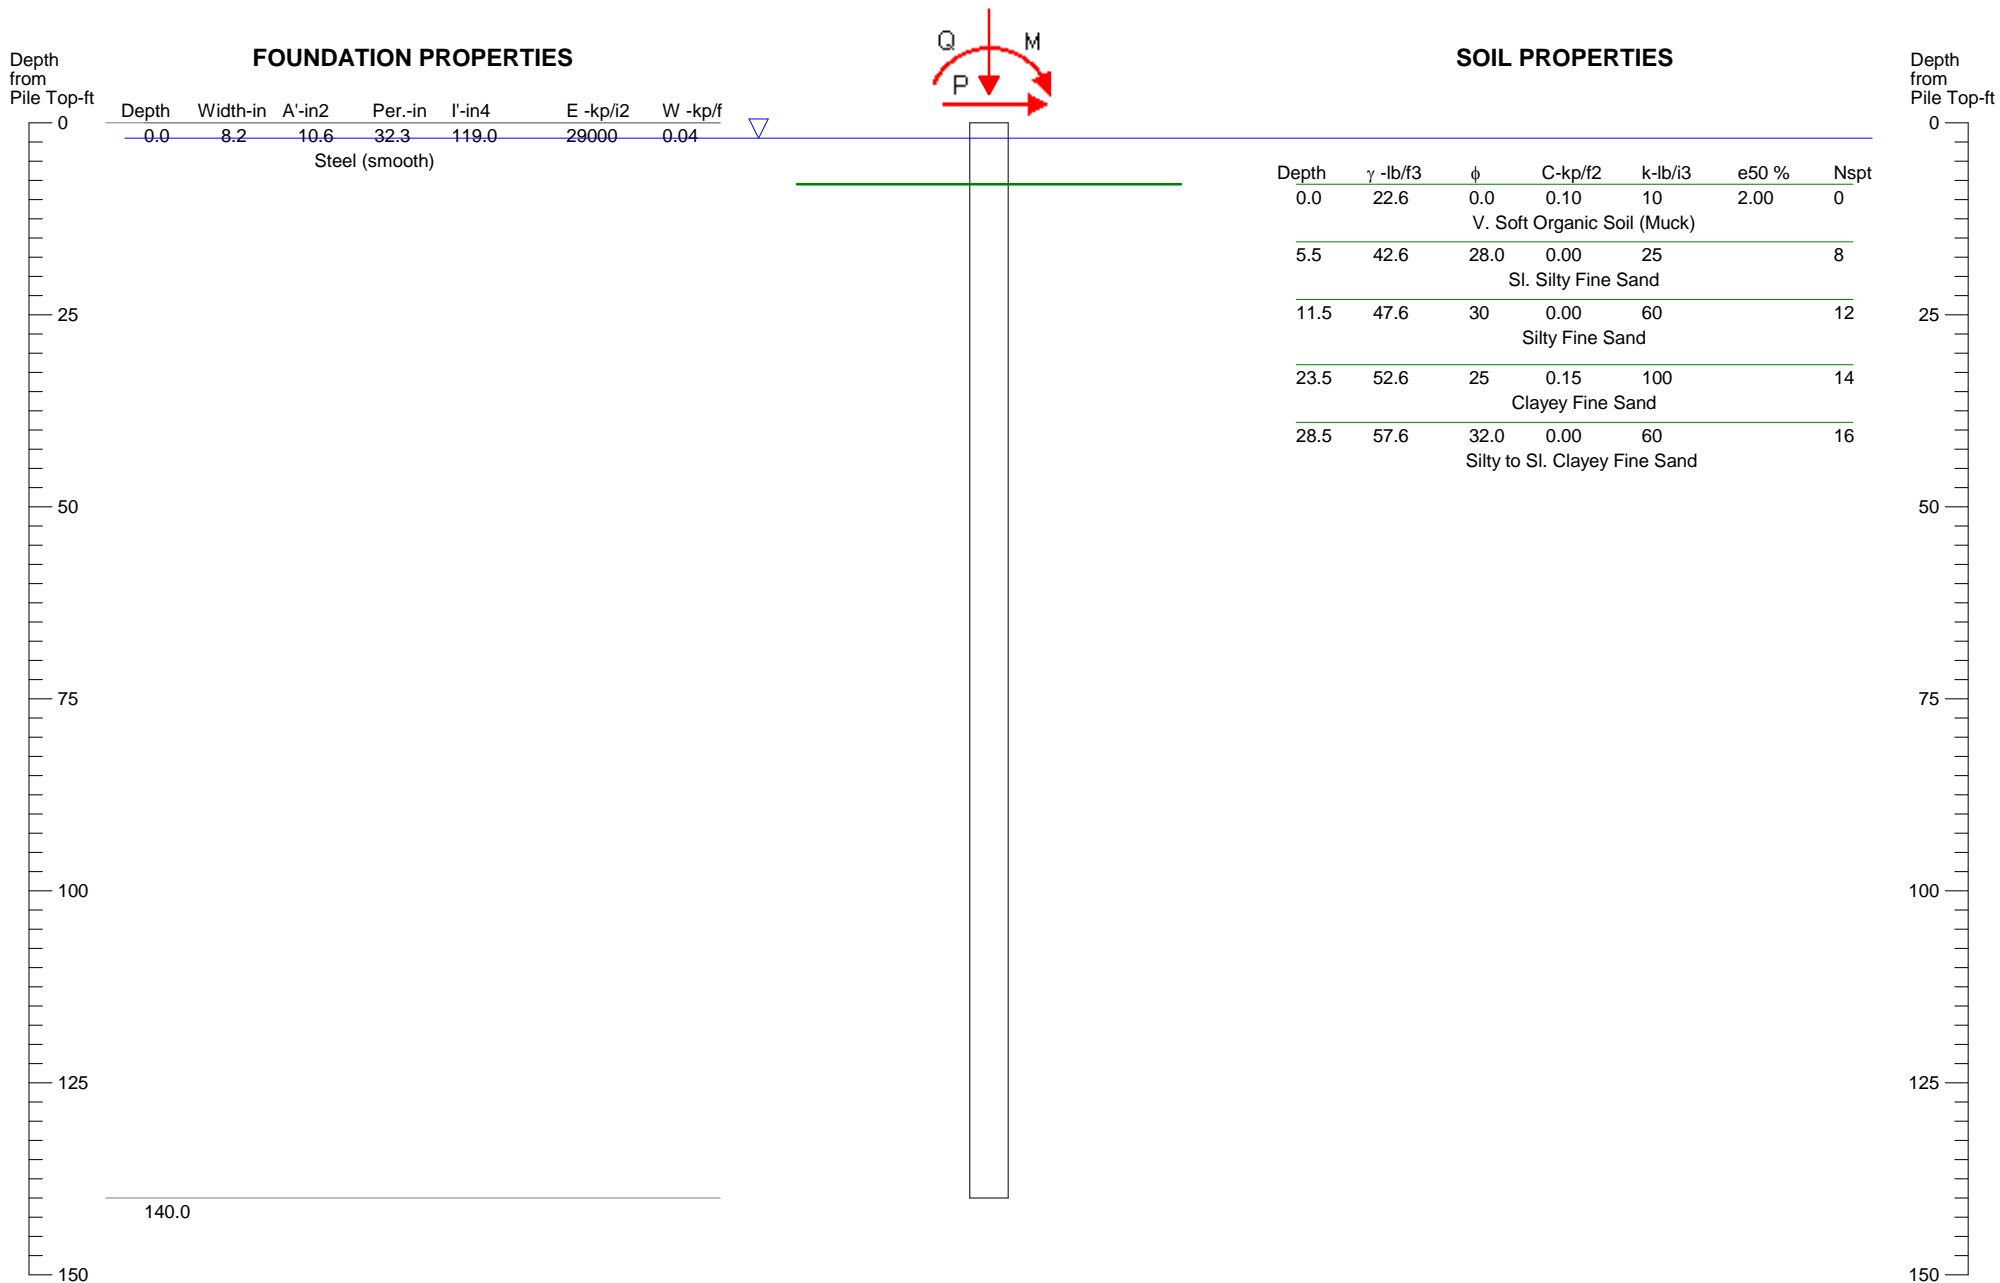 FOUNDATION PROPERTIES
SOIL PROPERTIES
Q
M
P
Depth
from
Pile Top-ft
Depth
from
Pile Top-ft
Depth Width-in A'-in2 Per.-in I'-in4 E -kp/i2 W -kp/f
0.0 8.2 10.6 32.3 119.0 29000 0.04
Steel (smooth)
140.0
Depth γ -lb/f3 ϕ C-kp/f2 k-lb/i3 e50 % Nspt
0.0 22.6 0.0 0.10 10 2.00 0
V. Soft Organic Soil (Muck)
5.5 42.6 28.0 0.00 25 8
Sl. Silty Fine Sand
11.5 47.6 30 0.00 60 12
Silty Fine Sand
23.5 52.6 25 0.15 100 14
Clayey Fine Sand
28.5 57.6 32.0 0.00 60 16
Silty to Sl. Clayey Fine Sand
0
25
50
75
100
125
150
0
25
50
75
100
125
150